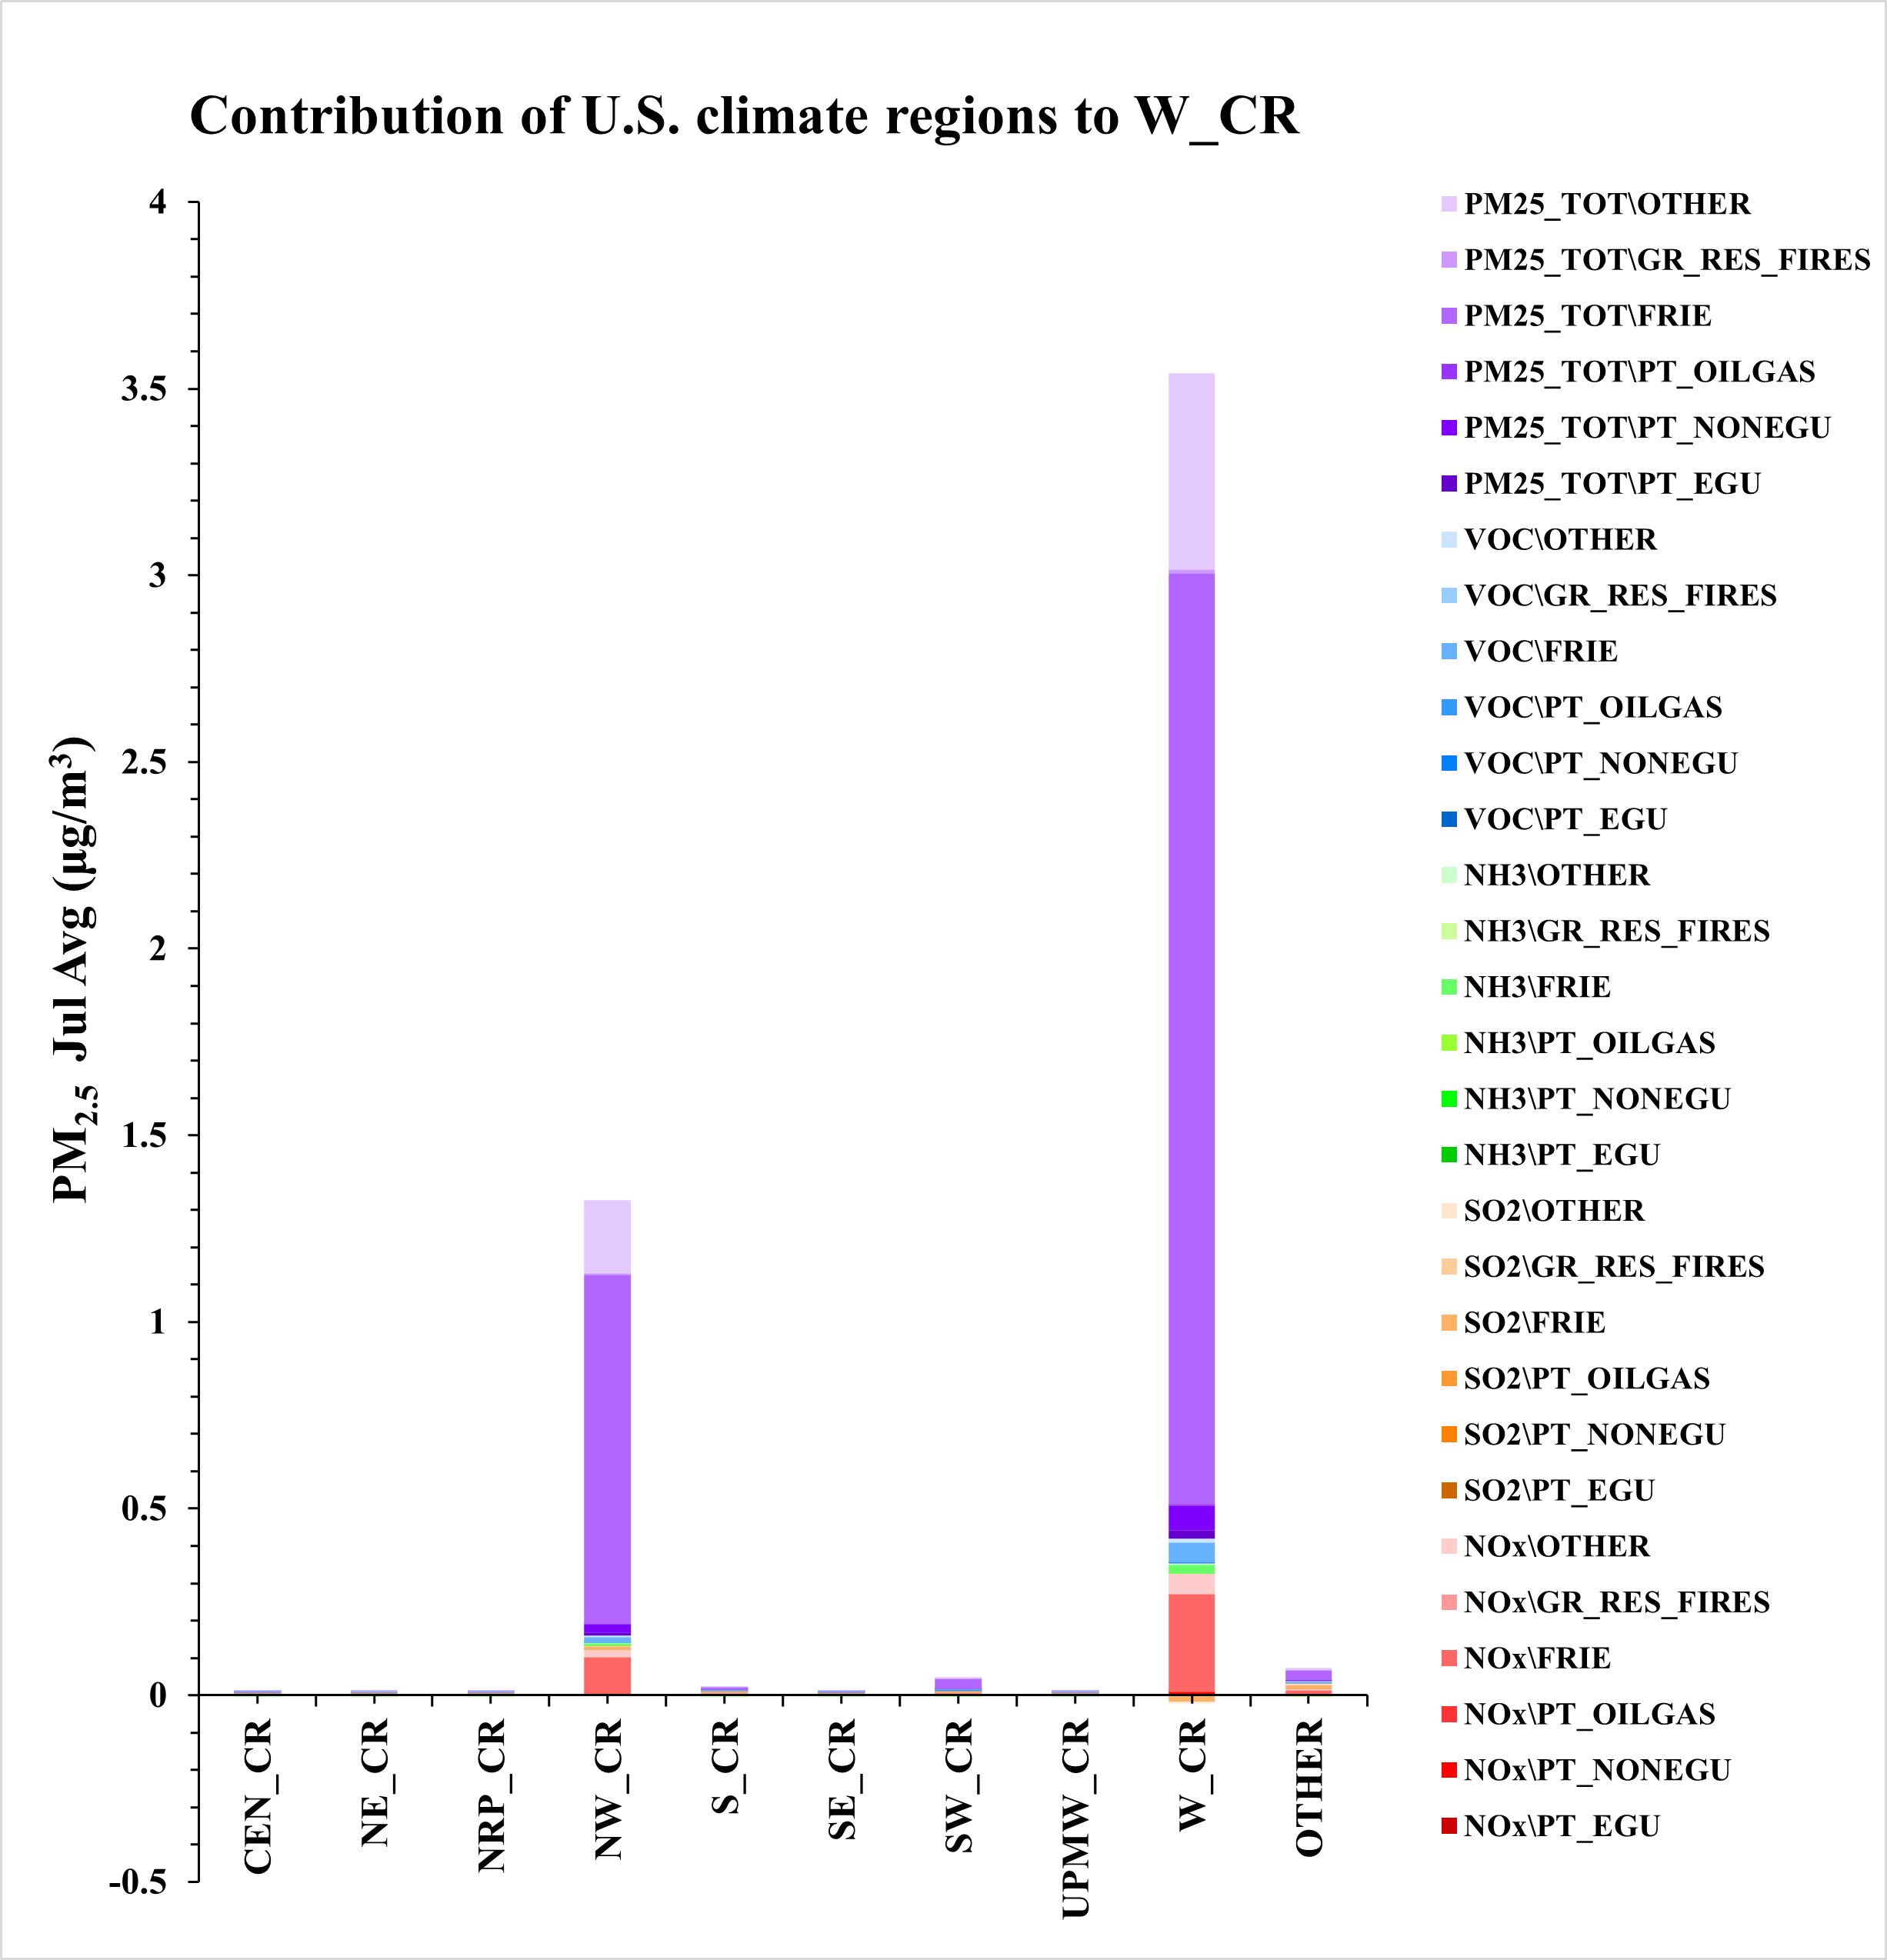 Contribution of U.S. climate regions to W_CR
PM2.5 Jul Avg (µg/m³)
4
3.5
3
2.5
2
1.5
1
0.5
0
-0.5
CEN_CR
NE_CR
NRP_CR
NW_CR
S_CR
SE_CR
SW_CR
UPMW_CR
W_CR
OTHER
PM25_TOT\OTHER
PM25_TOT\GR_RES_FIRES
PM25_TOT\FRIE
PM25_TOT\PT_OILGAS
PM25_TOT\PT_NONEGU
PM25_TOT\PT_EGU
VOC\OTHER
VOC\GR_RES_FIRES
VOC\FRIE
VOC\PT_OILGAS
VOC\PT_NONEGU
VOC\PT_EGU
NH3\OTHER
NH3\GR_RES_FIRES
NH3\FRIE
NH3\PT_OILGAS
NH3\PT_NONEGU
NH3\PT_EGU
SO2\OTHER
SO2\GR_RES_FIRES
SO2\FRIE
SO2\PT_OILGAS
SO2\PT_NONEGU
SO2\PT_EGU
NOx\OTHER
NOx\GR_RES_FIRES
NOx\FRIE
NOx\PT_OILGAS
NOx\PT_NONEGU
NOx\PT_EGU